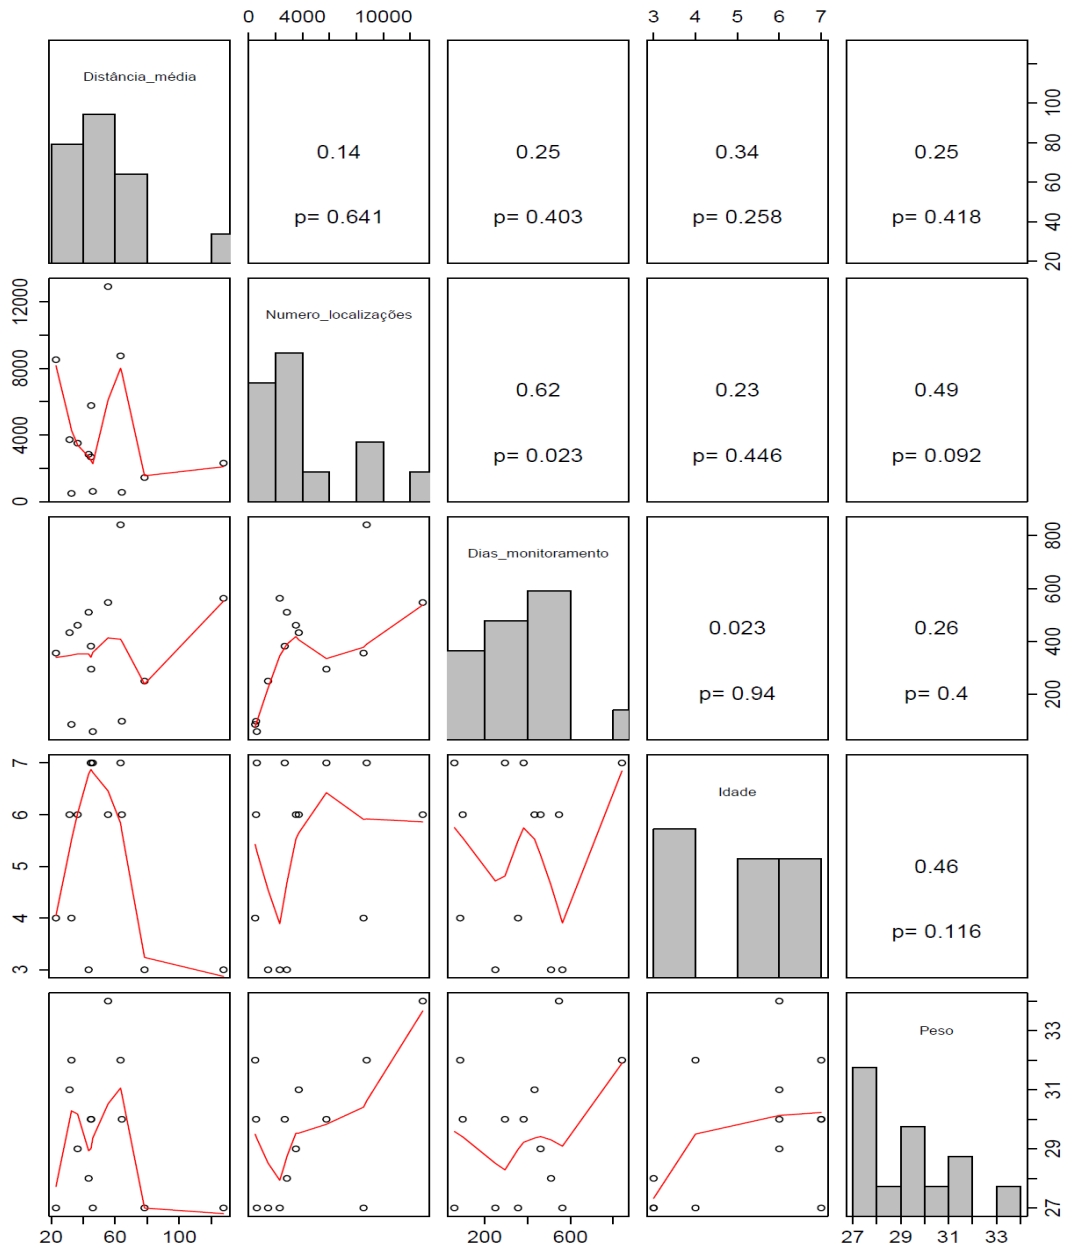 0 4000 10000
3 4 5 6 7
Distância_média
0.14
p= 0.641
0.25
p= 0.403
0.34
p= 0.258
0.25
p= 0.418
20 40 60 80 100
0 4000 8000 12000
Numero_localizações
0.62
p= 0.023
0.23
p= 0.446
0.49
p= 0.092
Dias_monitoramento
0.023
p= 0.94
0.26
p= 0.4
200 400 600 800
3 4 5 6 7
Idade
0.46
p= 0.116
Peso
27 29 31 33
20 60 100
200 600
27 29 31 33